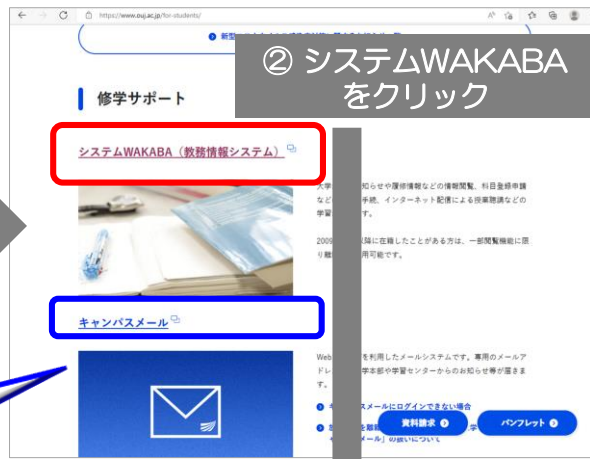 https://www.ouj.ac.jp/for-students/
② システムWAKABA
をクリック
修学サポート
システムWAKABA（教務情報システム）
大学
知らせや履修情報などの情報閲覧、科目登録申請
など
手続、インターネット配信による授業聴講などの
学習
す。
2009
以降に在籍したことがある方は、一部閲覧機能に限
り
用可能です。
キャンパスメール
Web
を利用したメールシステムです。専用のメールア
ドレ
学本部や学習センターからのお知らせ等が届きま
す。
スメールにログインできない場合
資料請求
パンフレット
メール」の扱いについて